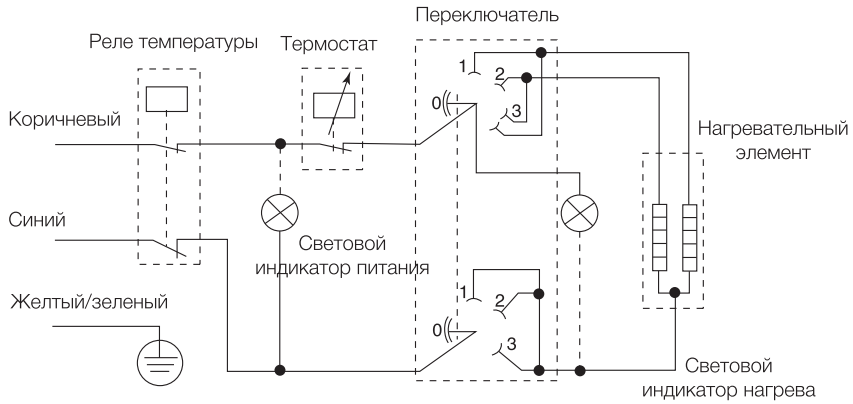 Переключатель
Реле температуры
Термостат
1
2
0
3
Коричневый
Нагревательный
элемент
Синий
Световой
индикатор питания
1
2
Желтый/зеленый
0
3
Световой
индикатор нагрева